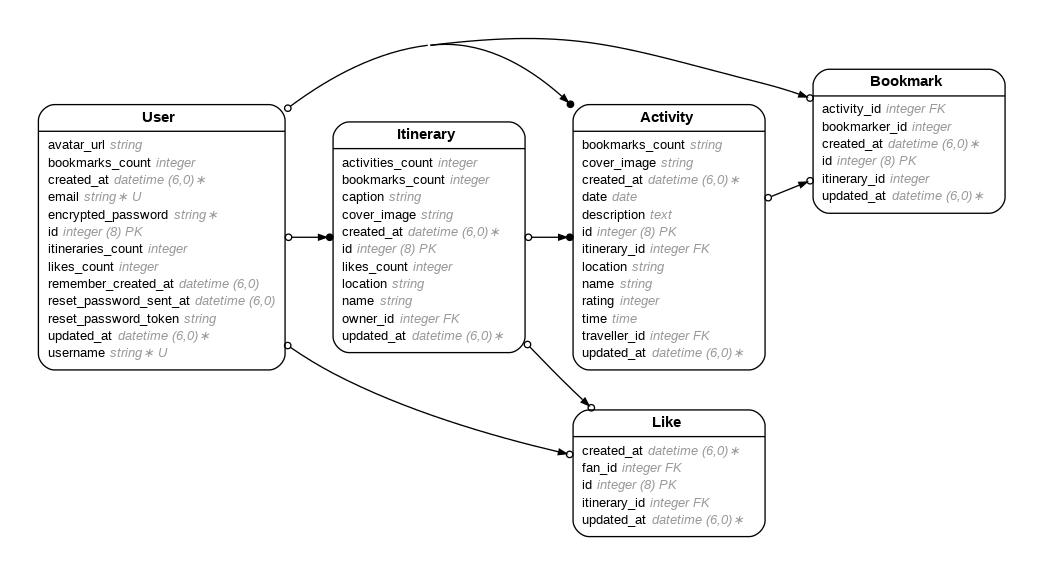 User
avatar_url string
bookmarks_count integer
created_at datetime (6,0)∗
email string∗ U
encrypted_password string∗
id integer (8) PK
itineraries_count integer
likes_count integer
remember_created_at datetime (6,0)
reset_password_sent_at datetime (6,0)
reset_password_token string
updated_at datetime (6,0)∗
username string∗ U
Itinerary
activities_count integer
bookmarks_count integer
caption string
cover_image string
created_at datetime (6,0)∗
id integer (8) PK
likes_count integer
location string
name string
owner_id integer FK
updated_at datetime (6,0)∗
Activity
bookmarks_count string
cover_image string
created_at datetime (6,0)∗
date date
description text
id integer (8) PK
itinerary_id integer FK
location string
name string
rating integer
time time
traveller_id integer FK
updated_at datetime (6,0)∗
Bookmark
activity_id integer FK
bookmarker_id integer
created_at datetime (6,0)∗
id integer (8) PK
itinerary_id integer
updated_at datetime (6,0)∗
Like
created_at datetime (6,0)∗
fan_id integer FK
id integer (8) PK
itinerary_id integer FK
updated_at datetime (6,0)∗